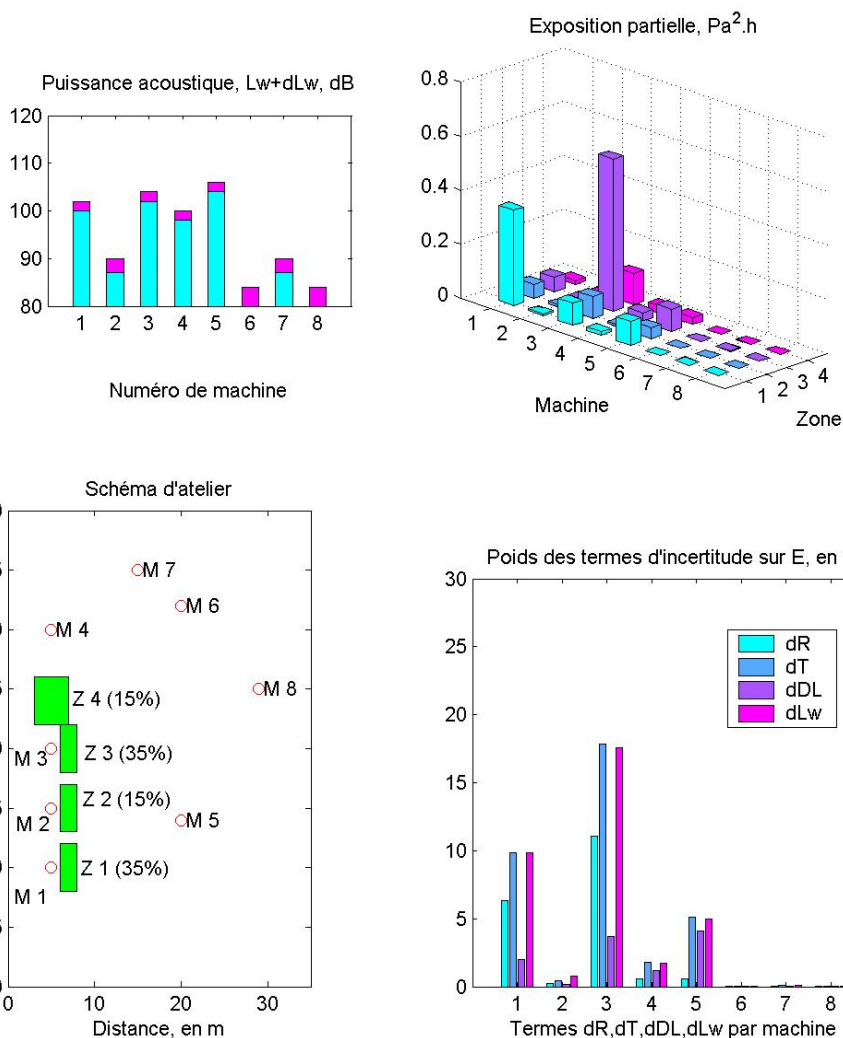 Puissance acoustique, Lw+dLw, dB
120
110
100
90
80
1 2 3 4 5 6 7 8
Numéro de machine
Exposition partielle, Pa².h
0.8
0.6
0.4
0.2
0
1 2 3 4 5 6 7 8
Machine
1 2 3 4
Zone
Schéma d'atelier
M 7
M 6
M 4
M 8
Z 4 (15%)
M 3
Z 3 (35%)
Z 2 (15%)
M 2
M 5
Z 1 (35%)
M 1
0 10 20 30
Distance, en m
Poids des termes d'incertitude sur E, en
30
25
20
15
10
5
0
dR
dT
dDL
dLw
1 2 3 4 5 6 7 8
Termes dR,dT,dDL,dLw par machine